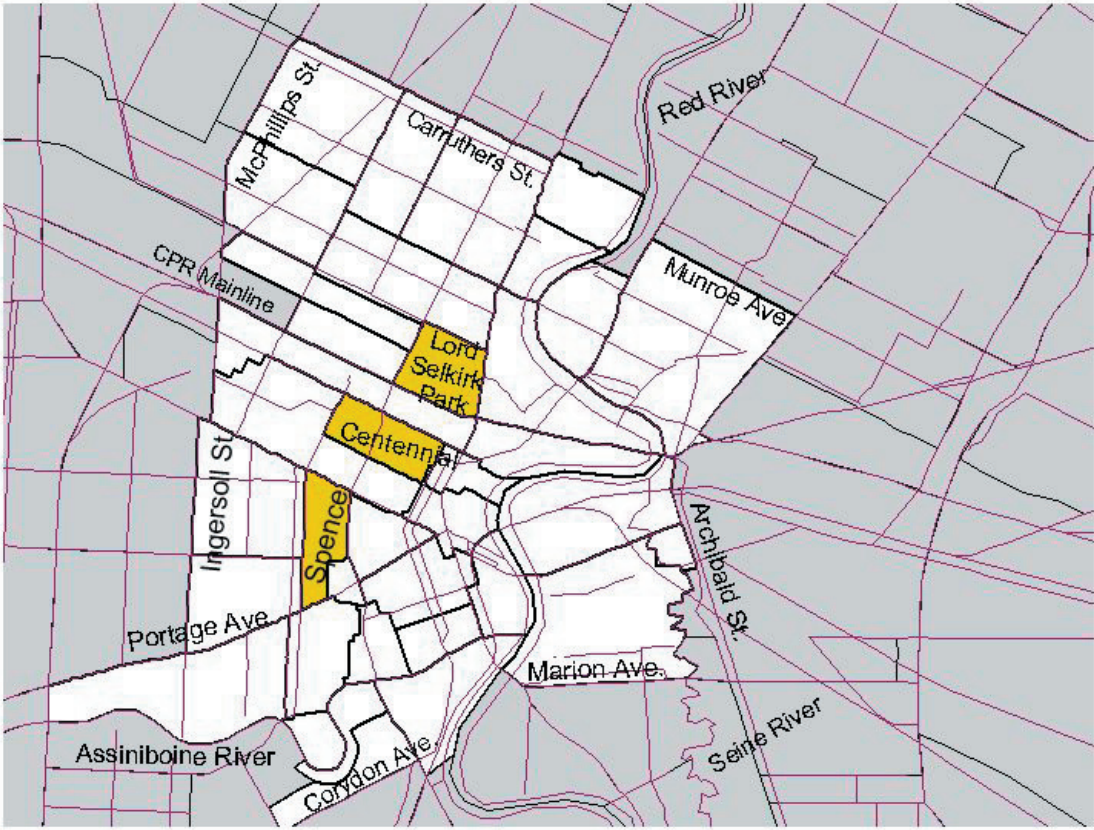 Red River
McPhillips St.
Carruthers St.
CPR Mainline
Munroe Ave.
Lord
Selkirk
Park
Centennial
Ingersoll St.
Spence
Archibald St.
Portage Ave.
Marion Ave.
Assiniboine River
Corydon Ave.
Seine River